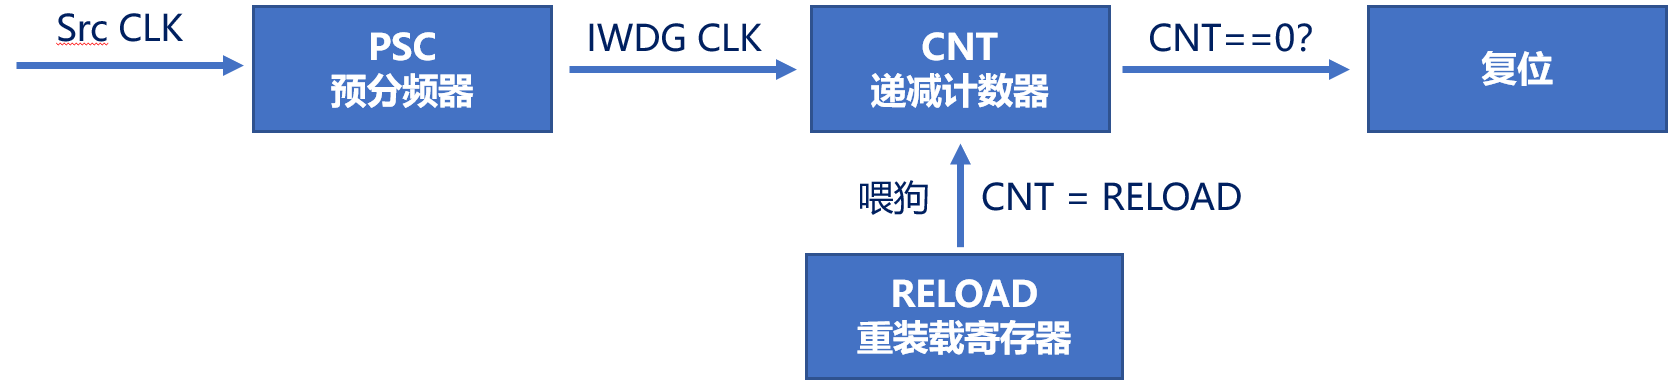 Src CLK
PSC
预分频器
IWDG CLK
CNT
递减计数器
CNT==0?
复位
喂狗
CNT = RELOAD
RELOAD
重装载寄存器